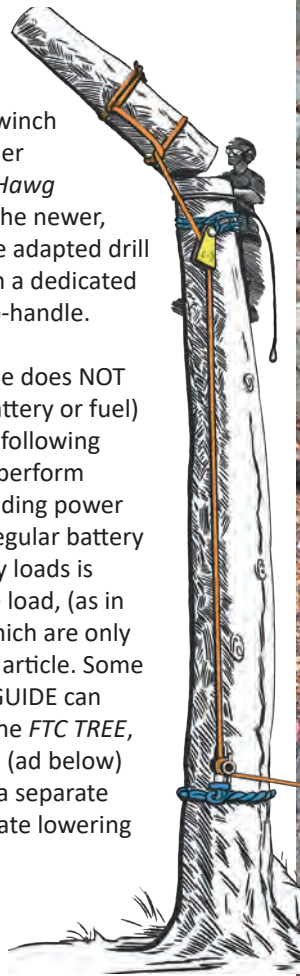 winch
er
Hawg
he newer,
e adapted drill
n a dedicated
-handle.
e does NOT
attery or fuel)
following
perform
ding power
egular battery
y loads is
load, (as in
hich are only
article. Some
GUIDE can
he FTC TREE,
(ad below)
a separate
ate lowering